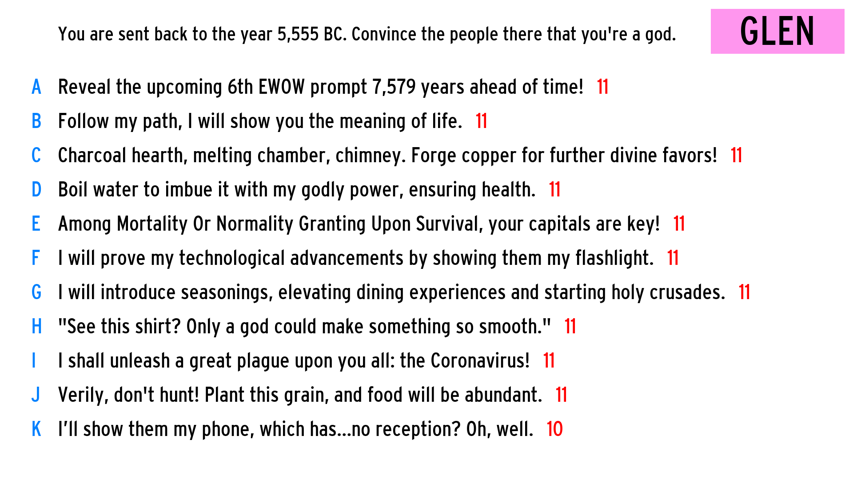 You are sent back to the year 5,555 BC. Convince the people there that you're a god.
GLEN
A Reveal the upcoming 6th EWOW prompt 7,579 years ahead of time! 11
B Follow my path, I will show you the meaning of life. 11
C Charcoal hearth, melting chamber, chimney. Forge copper for further divine favors! 11
D Boil water to imbue it with my godly power, ensuring health. 11
E Among Mortality Or Normality Granting Upon Survival, your capitals are key! 11
F I will prove my technological advancements by showing them my flashlight. 11
G I will introduce seasonings, elevating dining experiences and starting holy crusades. 11
H "See this shirt? Only a god could make something so smooth." 11
I I shall unleash a great plague upon you all: the Coronavirus! 11
J Verily, don't hunt! Plant this grain, and food will be abundant. 11
K I’ll show them my phone, which has...no reception? Oh, well. 10